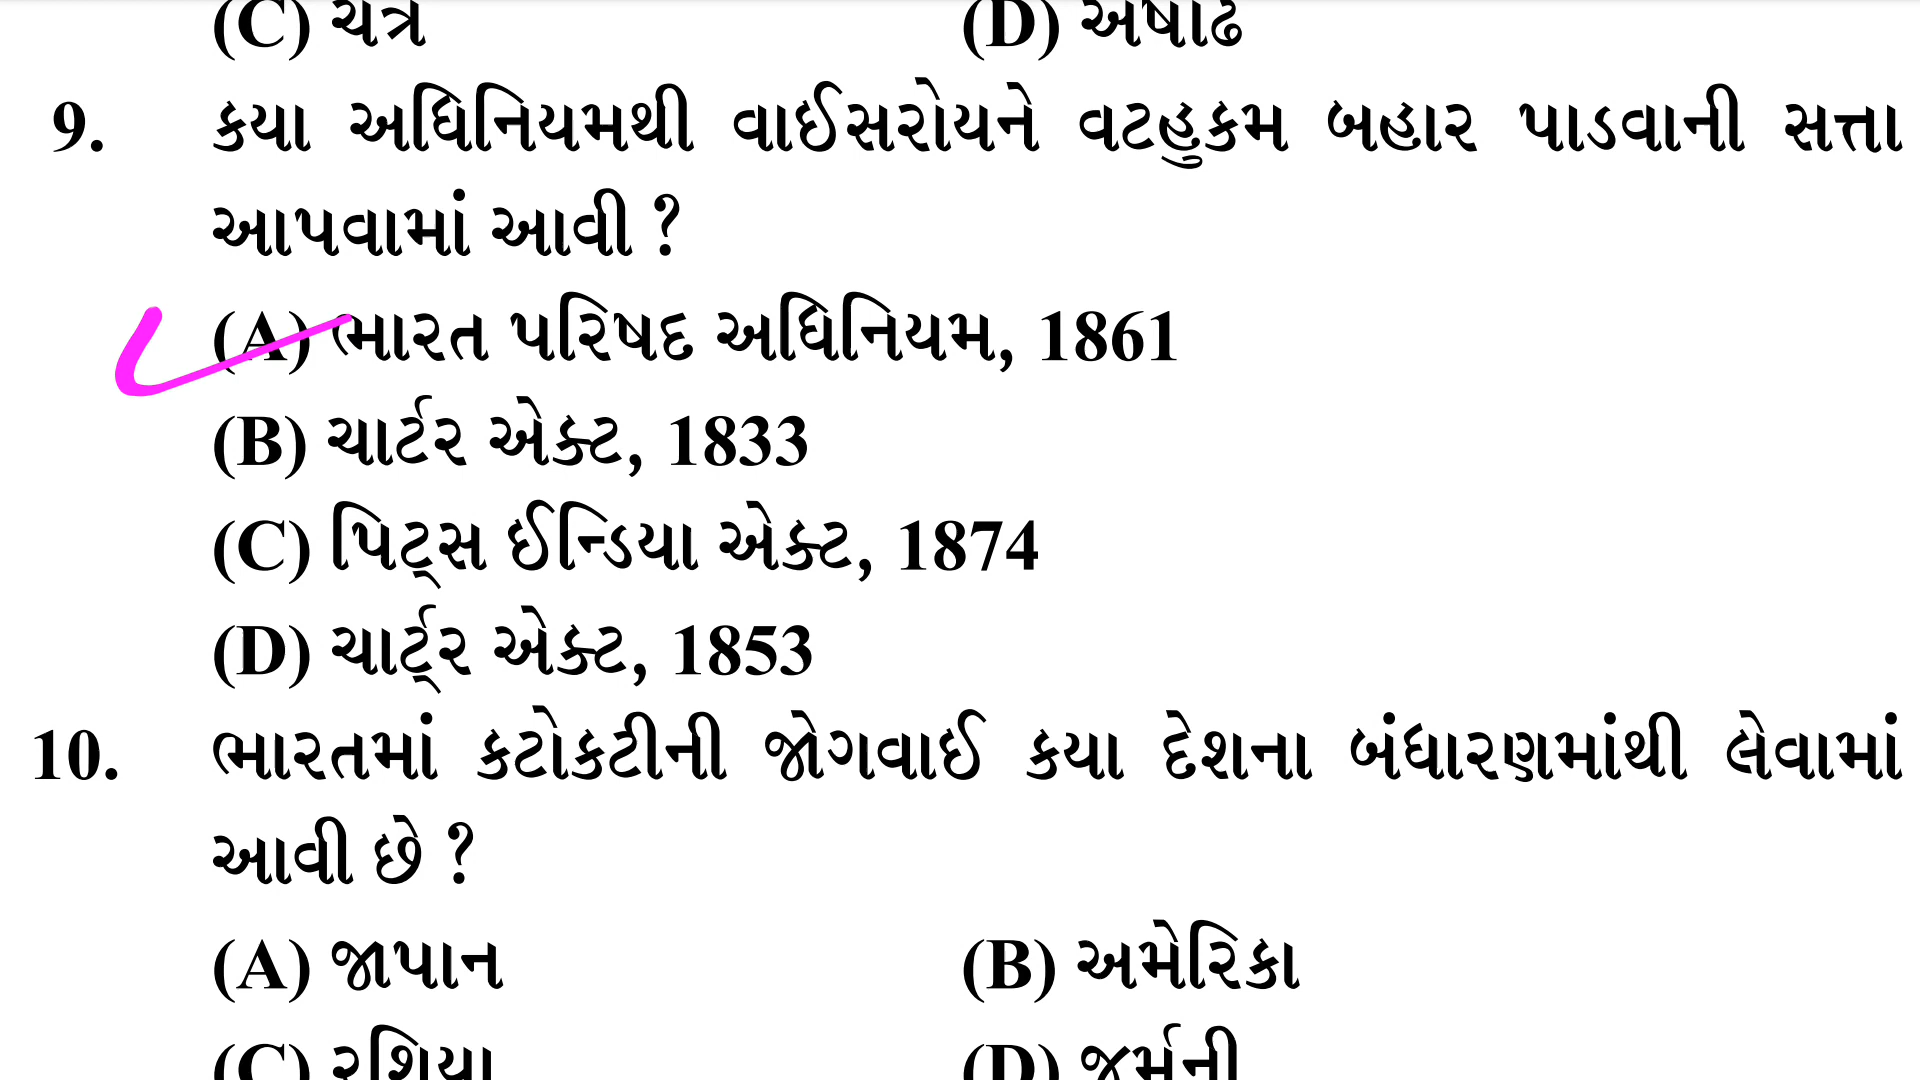 (C) ચૈત્ર (D) અષાઢ
9. કયા અધિનિયમથી વાઈસરોયને વટહુકમ બહાર પાડવાની સત્તા
આપવામાં આવી ?
(A) ભારત પરિષદ અધિનિયમ, 1861
(B) ચાર્ટર એક્ટ, 1833
(C) પિટ્સ ઈન્ડિયા એક્ટ, 1874
(D) ચાર્ટ્ર એક્ટ, 1853
10. ભારતમાં કટોકટીની જોગવાઈ કયા દેશના બંધારણમાંથી લેવામાં
આવી છે ?
(A) જાપાન (B) અમેરિકા
(C) રશિયા (D) જર્મની